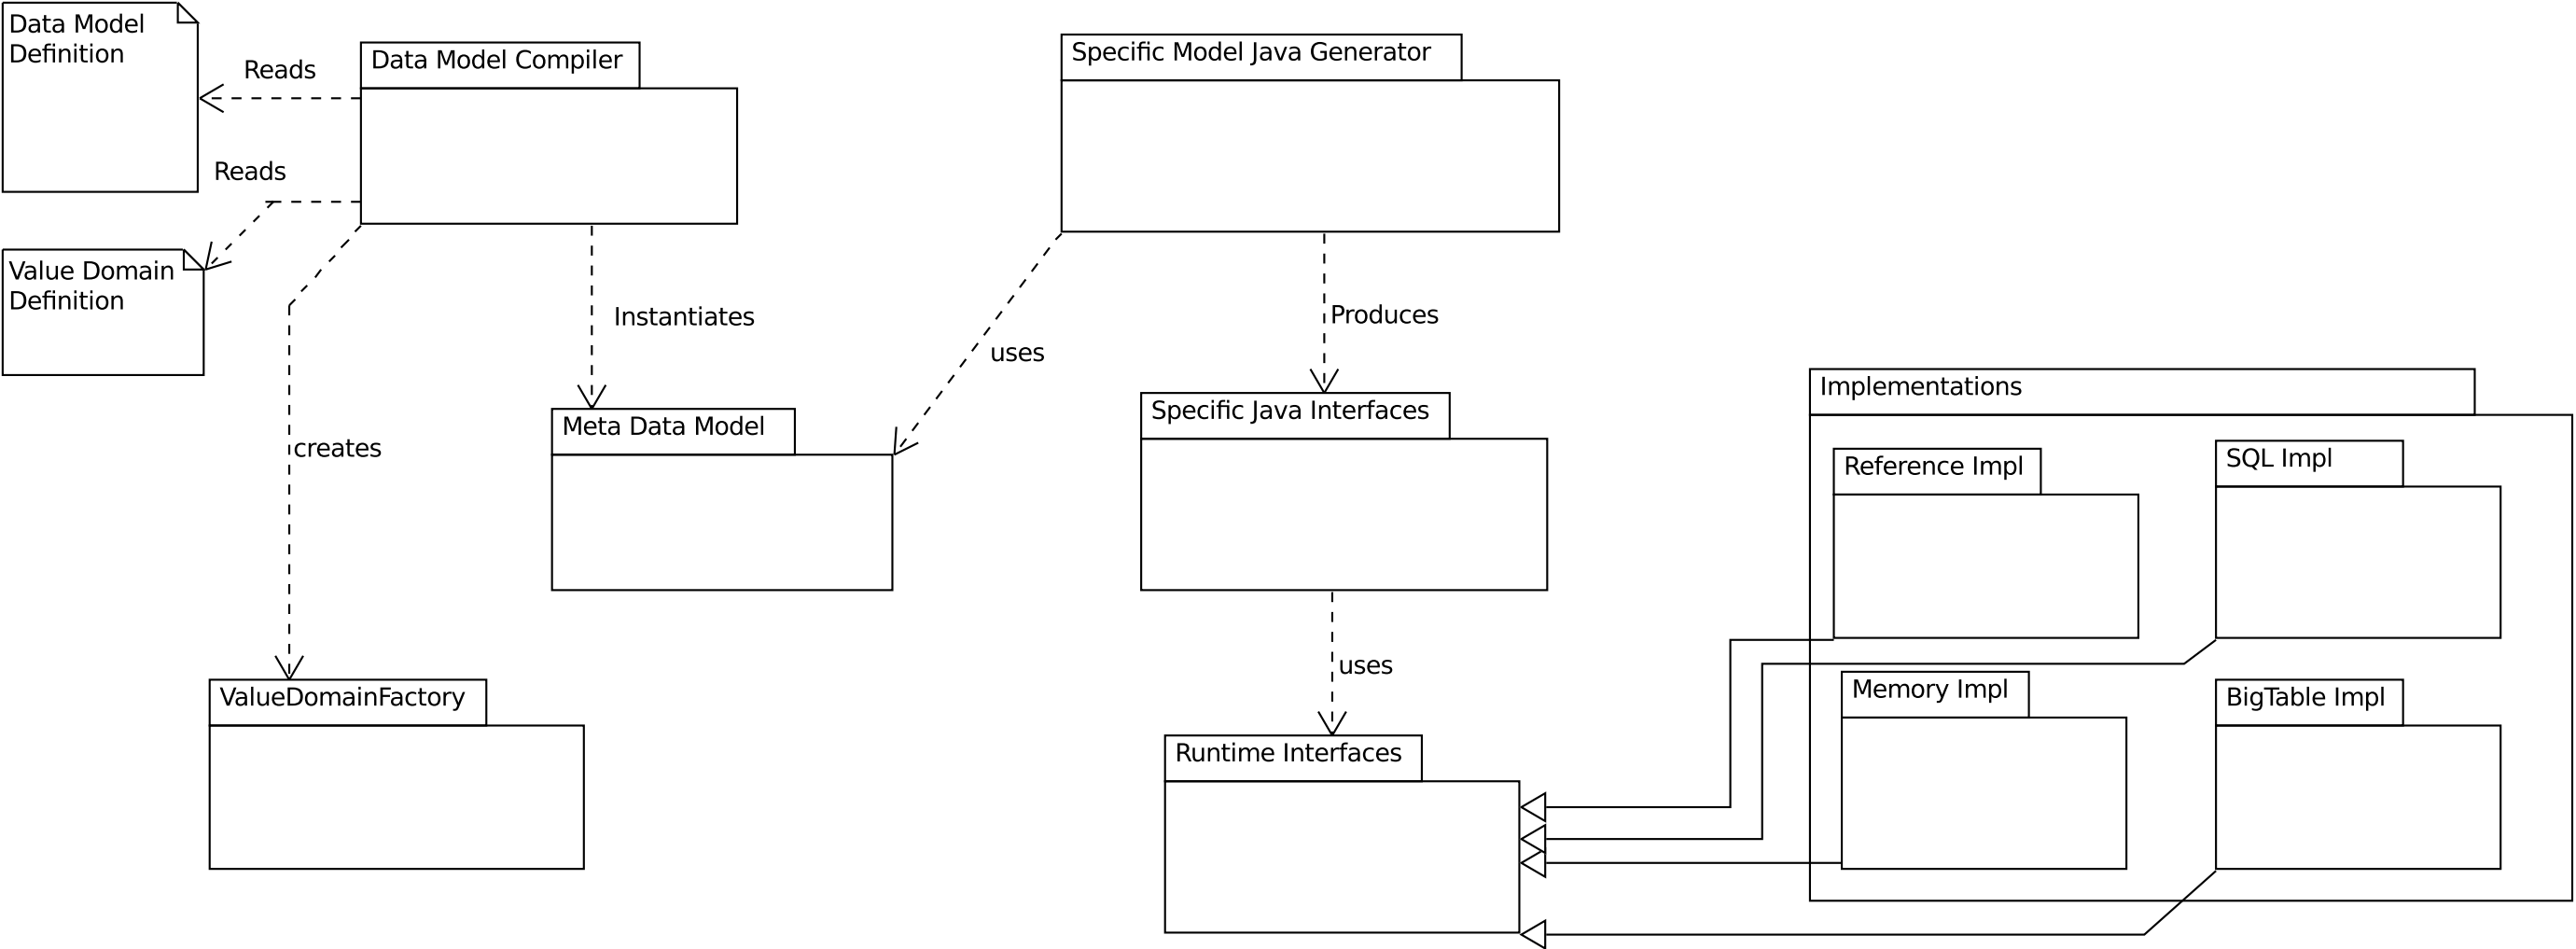 Data Model
Definition
Reads
Data Model Compiler
Specific Model Java Generator
Reads
Value Domain
Definition
Instantiates
Produces
uses
creates
Meta Data Model
Specific Java Interfaces
Implementations
Reference Impl
SQL Impl
uses
ValueDomainFactory
Runtime Interfaces
Memory Impl
BigTable Impl